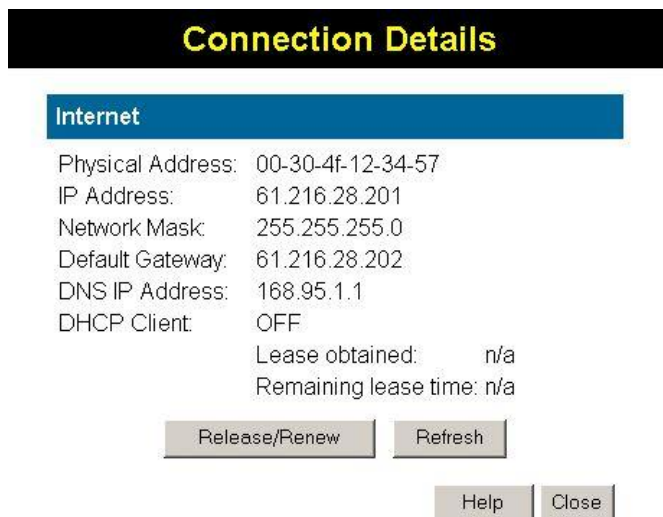 Connection Details
Internet
Physical Address: 00-30-4f-12-34-57
IP Address: 61.216.28.201
Network Mask: 255.255.255.0
Default Gateway: 61.216.28.202
DNS IP Address: 168.95.1.1
DHCP Client: OFF
Lease obtained: n/a
Remaining lease time: n/a
Release/Renew Refresh
Help Close